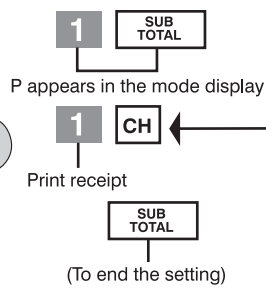 1 SUB
TOTAL
P appears in the mode display
1 CH
Print receipt
SUB
TOTAL
(To end the setting)